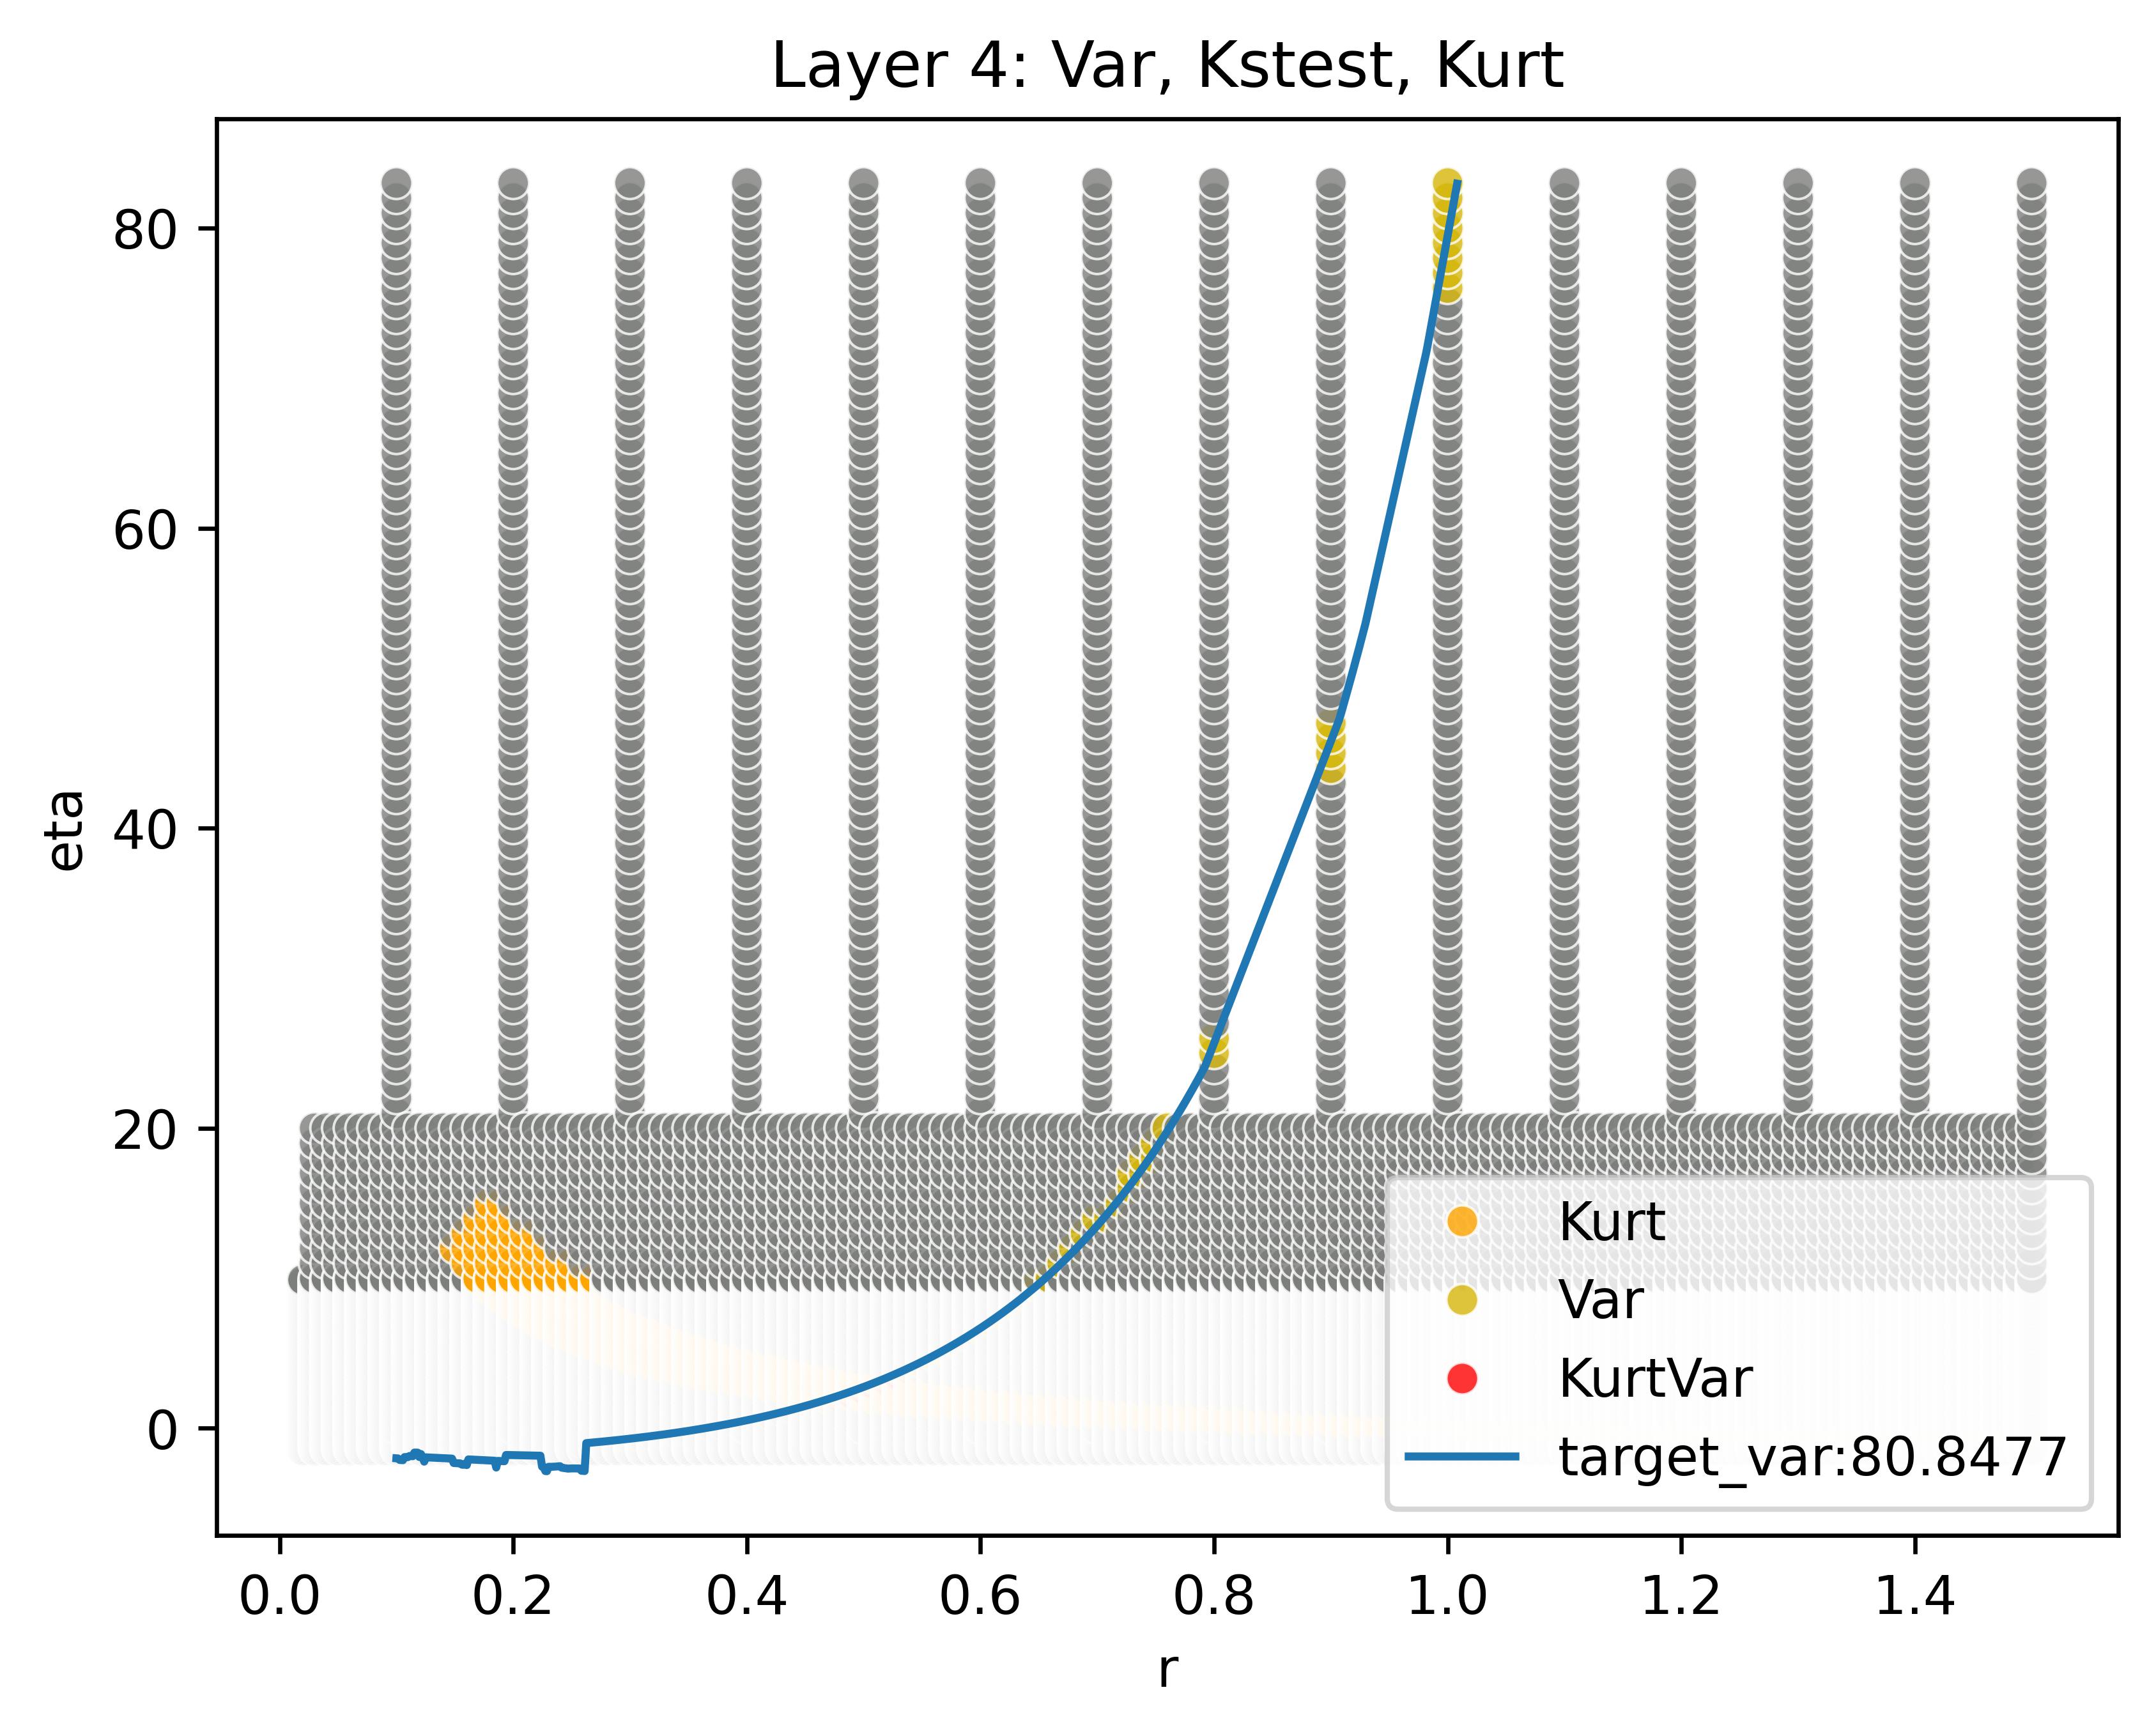 Layer 4: Var, Kstest, Kurt
eta
80
60
40
20
0
Kurt
Var
KurtVar
target_var:80.8477
0.0 0.2 0.4 0.6 0.8 1.0 1.2 1.4
r